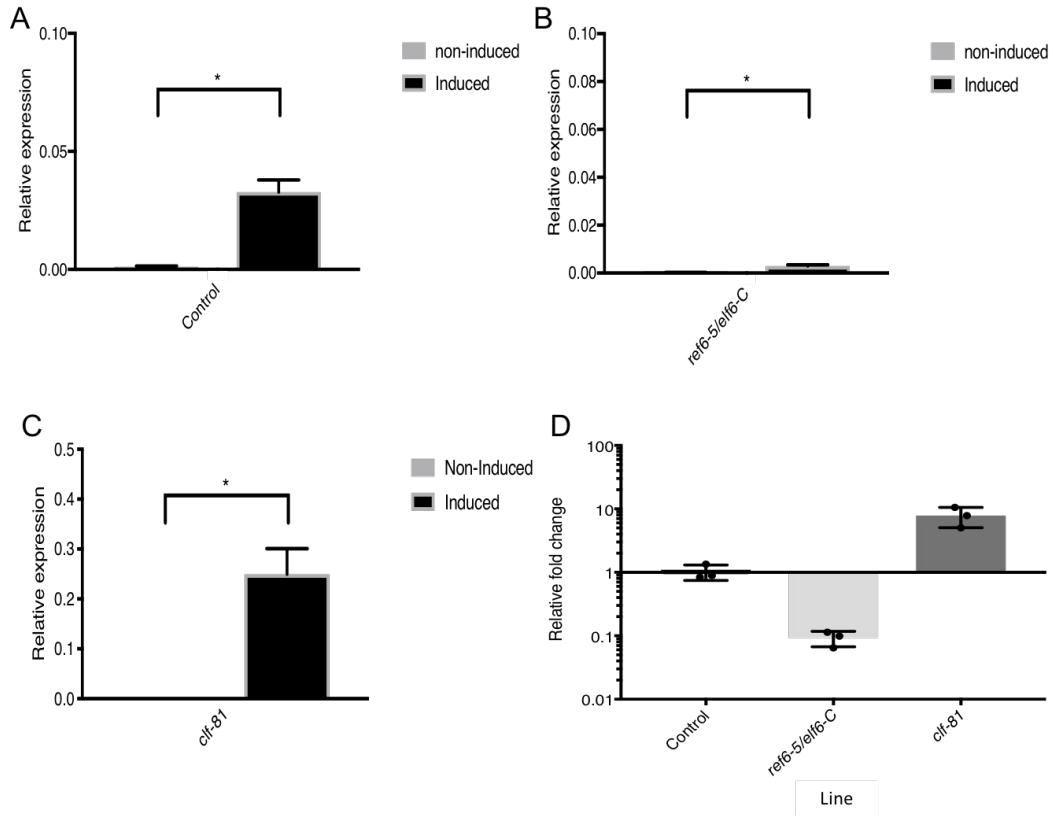 A
Relative expression
0.10
0.05
0.00
*
non-induced
Induced
Control
B
Relative expression
0.10
0.08
0.06
0.04
0.02
0.00
*
non-induced
Induced
ref6-5/elf6-C
C
Relative expression
0.5
0.4
0.3
0.2
0.1
0.0
*
Non-Induced
Induced
clf-81
D
Relative fold change
100
10
1
0.1
0.01
Control
ref6-5/elf6-C
clf-81
Line